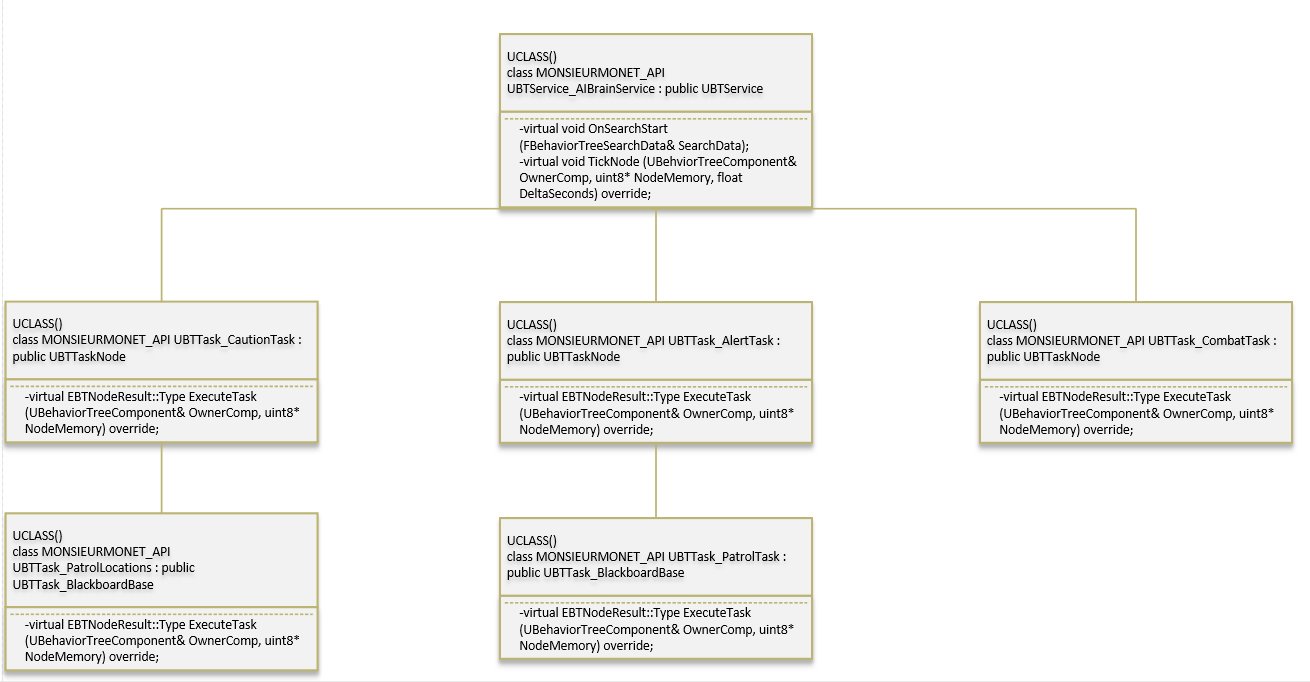 UCLASS()
class MONSIEURMONET_API
UBTService_AIBrainService : public UBTService
-virtual void OnSearchStart
(FBehaviorTreeSearchData& SearchData);
-virtual void TickNode (UBehviorTreeComponent&
OwnerComp, uint8* NodeMemory, float
DeltaSeconds) override;
UCLASS()
class MONSIEURMONET_API UBTTask_CautionTask :
public UBTTaskNode
-virtual EBTNodeResult::Type ExecuteTask
(UBehaviorTreeComponent& OwnerComp, uint8*
NodeMemory) override;
UCLASS()
class MONSIEURMONET_API UBTTask_AlertTask :
public UBTTaskNode
-virtual EBTNodeResult::Type ExecuteTask
(UBehaviorTreeComponent& OwnerComp, uint8*
NodeMemory) override;
UCLASS()
class MONSIEURMONET_API UBTTask_CombatTask :
public UBTTaskNode
-virtual EBTNodeResult::Type ExecuteTask
(UBehaviorTreeComponent& OwnerComp, uint8*
NodeMemory) override;
UCLASS()
class MONSIEURMONET_API
UBTTask_PatrolLocations : public
UBTTask_BlackboardBase
-virtual EBTNodeResult::Type ExecuteTask
(UBehaviorTreeComponent& OwnerComp, uint8*
NodeMemory) override;
UCLASS()
class MONSIEURMONET_API UBTTask_PatrolTask :
public UBTTask_BlackboardBase
-virtual EBTNodeResult::Type ExecuteTask
(UBehaviorTreeComponent& OwnerComp, uint8*
NodeMemory) override;